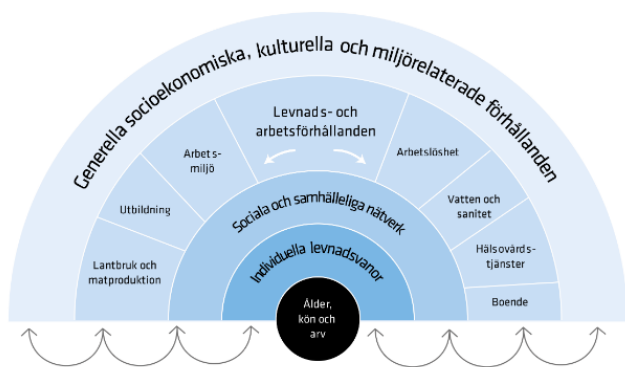 Generella socioekonomiska, kulturella och miljörelaterade förhållanden
Levnads- och
arbetsförhållanden
Arbets-
miljö
Arbetslöshet
Utbildning
Vatten och
sanitet
Lantbruk och
matproduktion
Hälsovårds-
tjänster
Boende
Sociala och samhälleliga nätverk
Individuella levnadsvanor
Ålder,
kön och
arv